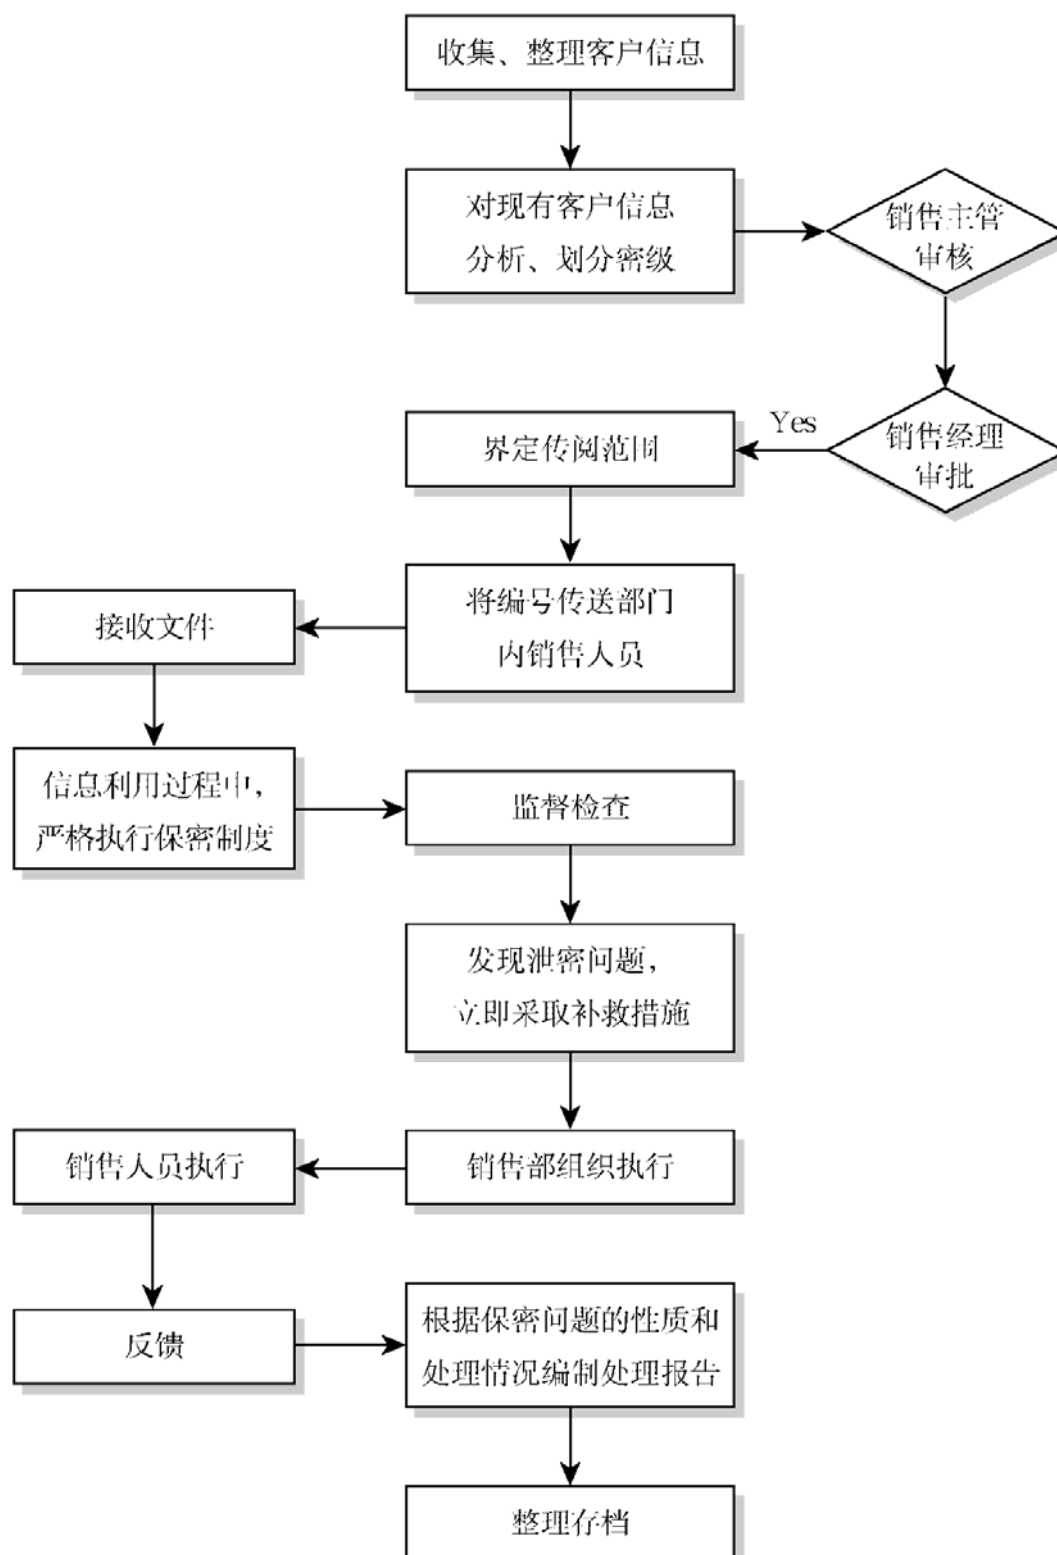 收集、整理客户信息
对现有客户信息
分析、划分密级
销售主管
审核
Yes
销售经理
审批
界定传阅范围
将编号传送部门
内销售人员
接收文件
信息利用过程中，
严格执行保密制度
监督检查
发现泄密问题，
立即采取补救措施
销售部组织执行
销售人员执行
反馈
根据保密问题的性质和
处理情况编制处理报告
整理存档